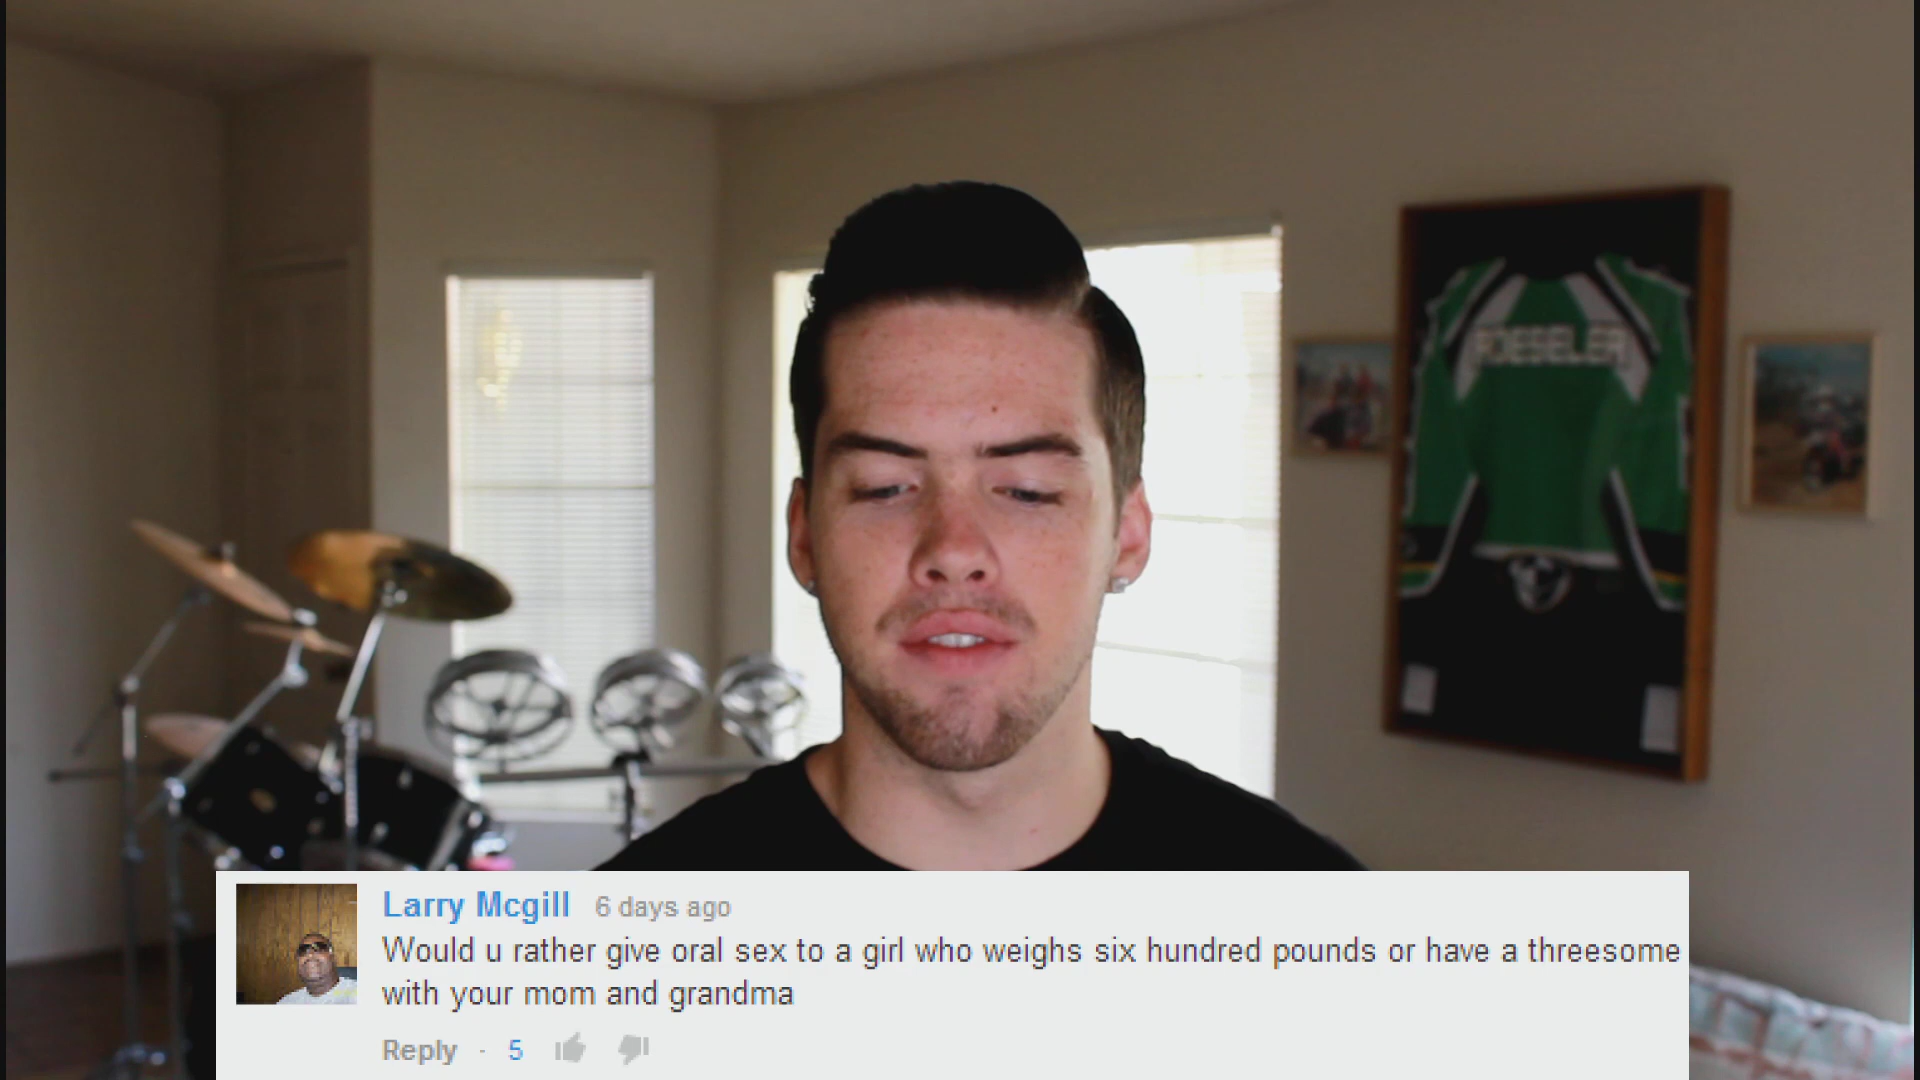 ROESELER
Larry Mcgill 6 days ago
Would u rather give oral sex to a girl who weighs six hundred pounds or have a threesome
with your mom and grandma
Reply · 5